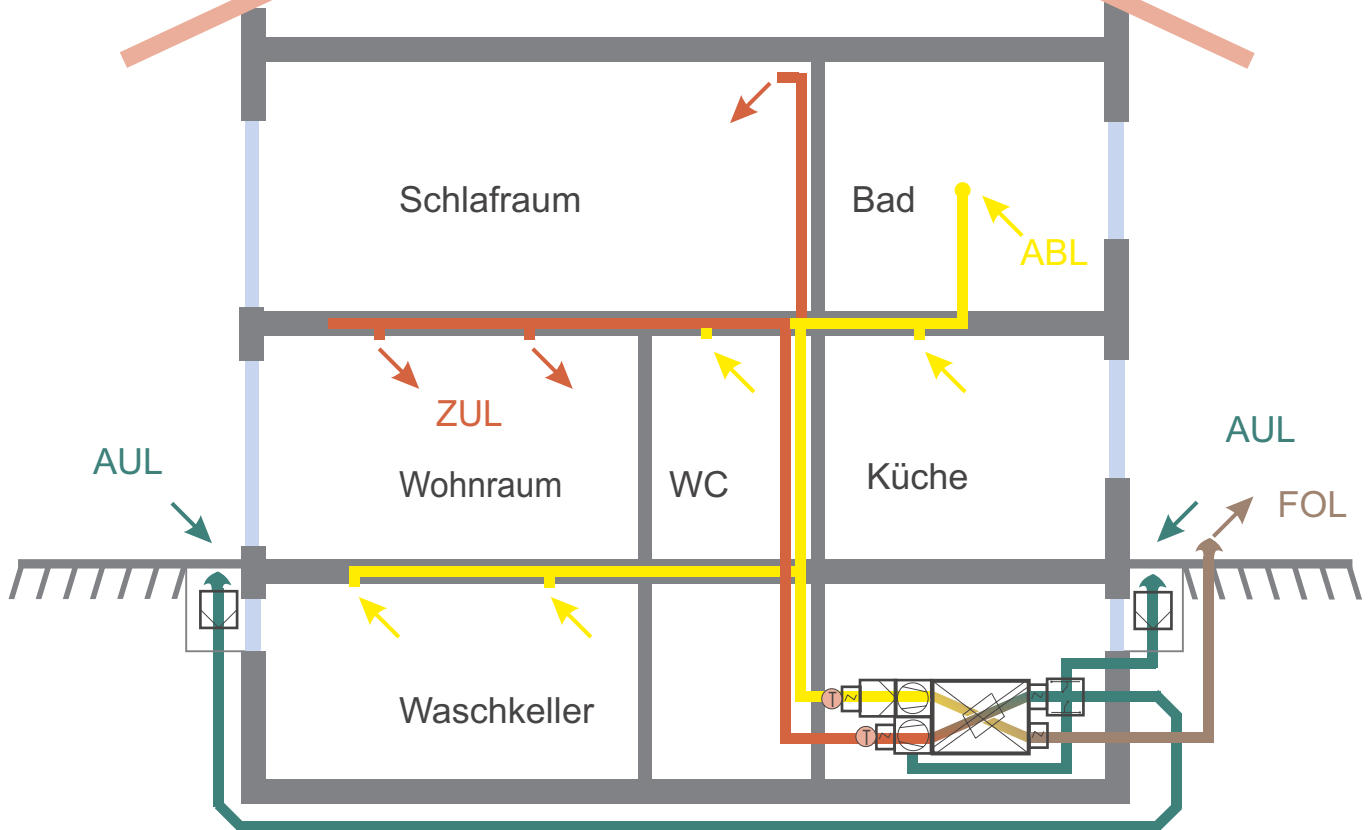 Schlafraum
Bad
ABL
ZUL
AUL
AUL
Wohnraum
WC
Küche
FOL
Waschkeller
T
T